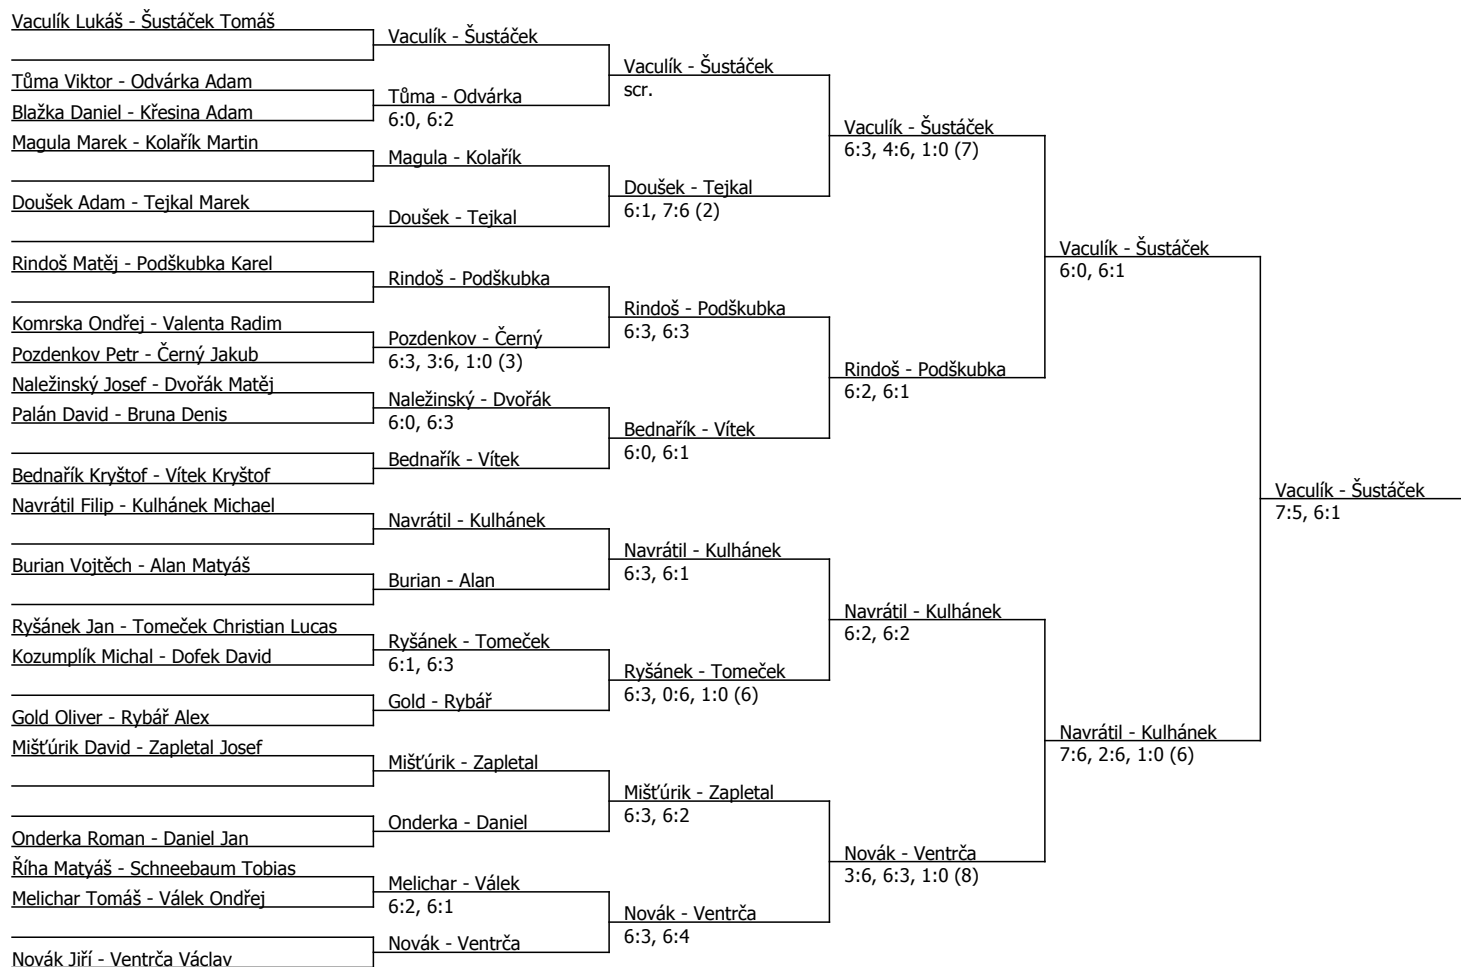 Vaculík Lukáš - Šustáček Tomáš
Tůma Viktor - Odvárka Adam
Blažka Daniel - Křesina Adam
Magula Marek - Kolařík Martin
Doušek Adam - Tejkal Marek
Rindoš Matěj - Podškubka Karel
Komrska Ondřej - Valenta Radim
Pozdenkov Petr - Černý Jakub
Naležinský Josef - Dvořák Matěj
Palán David - Bruna Denis
Bednařík Kryštof - Vítek Kryštof
Navrátil Filip - Kulhánek Michael
Burian Vojtěch - Alan Matyáš
Ryšánek Jan - Tomeček Christian Lucas
Kozumplík Michal - Dofek David
Gold Oliver - Rybář Alex
Mišťúrik David - Zapletal Josef
Onderka Roman - Daniel Jan
Říha Matyáš - Schneebaum Tobias
Melichar Tomáš - Válek Ondřej
Novák Jiří - Ventrča Václav
Vaculík - Šustáček
Tůma - Odvárka
6:0, 6:2
Magula - Kolařík
Doušek - Tejkal
Rindoš - Podškubka
Pozdenkov - Černý
6:3, 3:6, 1:0 (3)
Naležinský - Dvořák
6:0, 6:3
Bednařík - Vítek
Navrátil - Kulhánek
Burian - Alan
Ryšánek - Tomeček
6:1, 6:3
Gold - Rybář
Mišťúrik - Zapletal
Onderka - Daniel
Melichar - Válek
6:2, 6:1
Novák - Ventrča
Vaculík - Šustáček
scr.
Doušek - Tejkal
6:1, 7:6 (2)
Rindoš - Podškubka
6:3, 6:3
Bednařík - Vítek
6:0, 6:1
Navrátil - Kulhánek
6:3, 6:1
Ryšánek - Tomeček
6:3, 0:6, 1:0 (6)
Mišťúrik - Zapletal
6:3, 6:2
Novák - Ventrča
6:3, 6:4
Vaculík - Šustáček
6:3, 4:6, 1:0 (7)
Rindoš - Podškubka
6:2, 6:1
Navrátil - Kulhánek
6:2, 6:2
Novák - Ventrča
3:6, 6:3, 1:0 (8)
Vaculík - Šustáček
6:0, 6:1
Navrátil - Kulhánek
7:6, 2:6, 1:0 (6)
Vaculík - Šustáček
7:5, 6:1